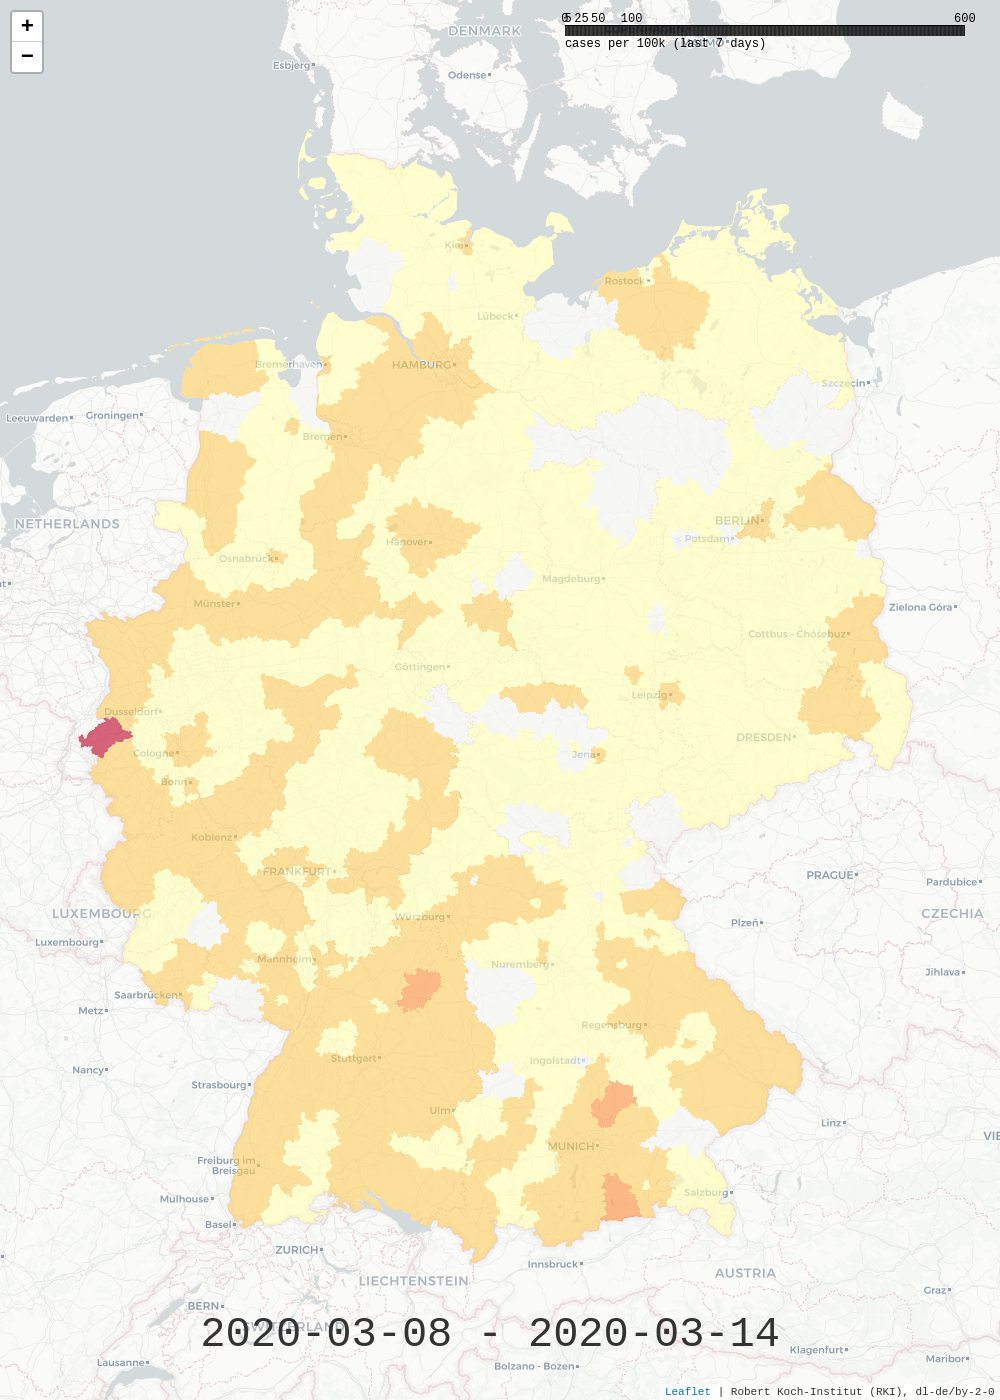 +
−
0 5 25 50 100 600
cases per 100k (last 7 days)
DENMARK
Esbjerg
Odense
Kiel
Rostock
Lübeck
Bremerhaven
HAMBURG
Szczecin
Leeuwarden
Groningen
Bremen
NETHERLANDS
BERLIN
Potsdam
Hanover
Osnabrück
Magdeburg
Münster
Zielona Góra
Cottbus - Chóśebuz
Göttingen
Leipzig
Dusseldorf
DRESDEN
Cologne
Jena
Bonn
Koblenz
FRANKFURT
PRAGUE
Pardubice
LUXEMBOURG
Würzburg
CZECHIA
Plzeň
Luxembourg
Mannheim
Nuremberg
Jihlava
Saarbrücken
Metz
Regensburg
Stuttgart
Ingolstadt
Nancy
Strasbourg
Ulm
Linz
VIE
MUNICH
Freiburg im
Breisgau
Mulhouse
Salzburg
Basel
ZURICH
Innsbruck
AUSTRIA
LIECHTENSTEIN
Graz
BERN
SWITZERLAND
2020-03-08 - 2020-03-14
Klagenfurt
Lausanne
Bolzano - Bozen
Maribor
Leaflet | Robert Koch-Institut (RKI), dl-de/by-2-0